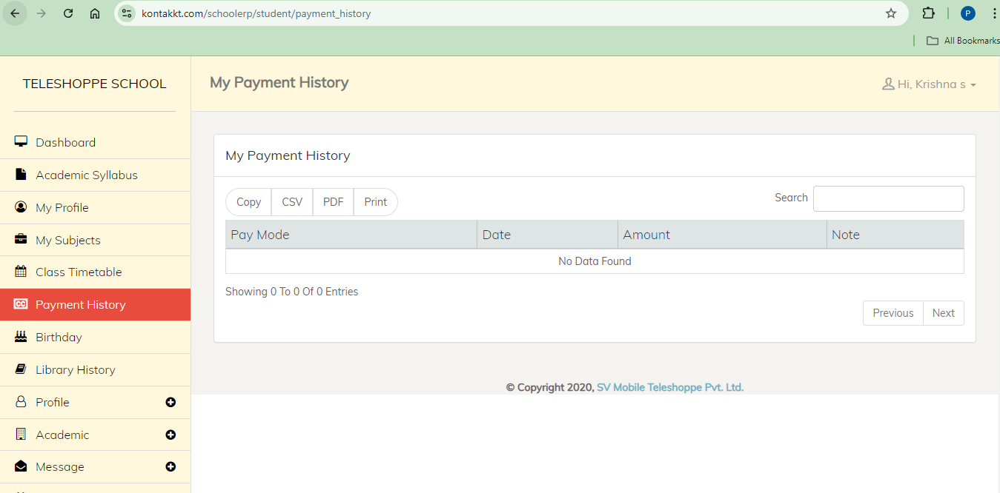 kontakkt.com/schoolerp/student/payment_history
P
All Bookmarks
TELESHOPPE SCHOOL
My Payment History
Hi, Krishna s
Dashboard
Academic Syllabus
My Profile
My Subjects
Class Timetable
CC Payment History
Birthday
Library History
Profile
Academic
Message
My Payment History
Copy CSV PDF Print
Search
Pay Mode Date Amount Note
No Data Found
Showing 0 To 0 Of 0 Entries
Previous Next
© Copyright 2020, SV Mobile Teleshoppe Pvt. Ltd.